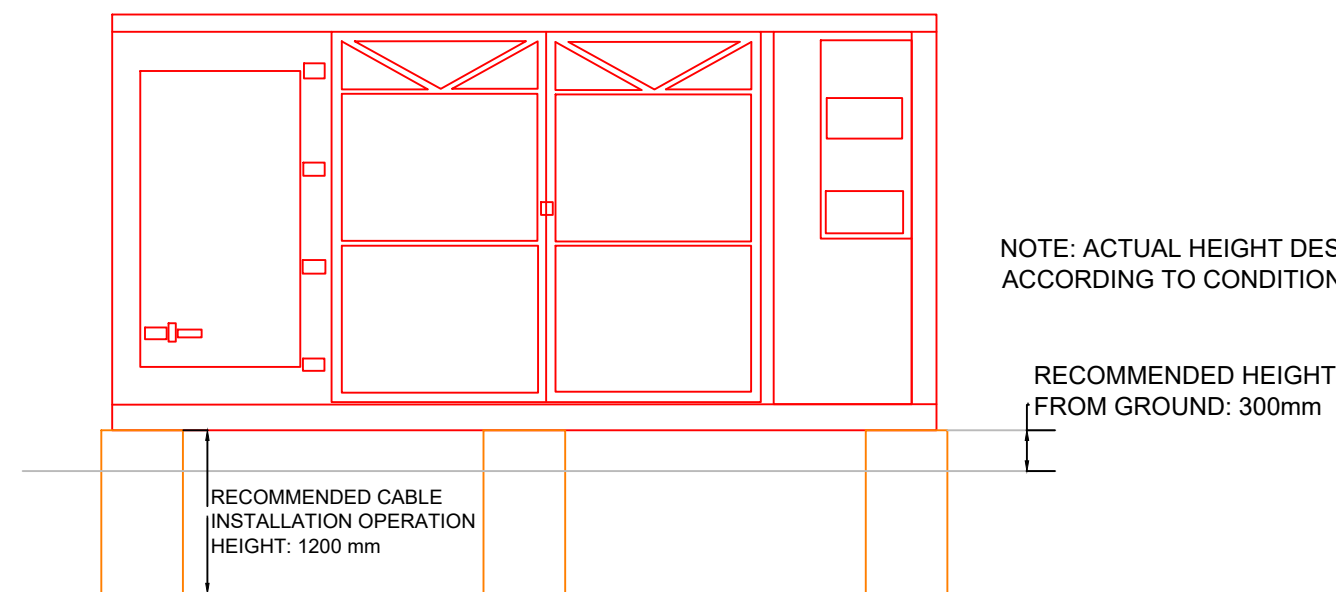 NOTE: ACTUAL HEIGHT
ACCORDING TO
RECOMMENDED HEIGHT
FROM GROUND: 300mm
RECOMMENDED CABLE
INSTALLATION OPERATION
HEIGHT: 1200 mm